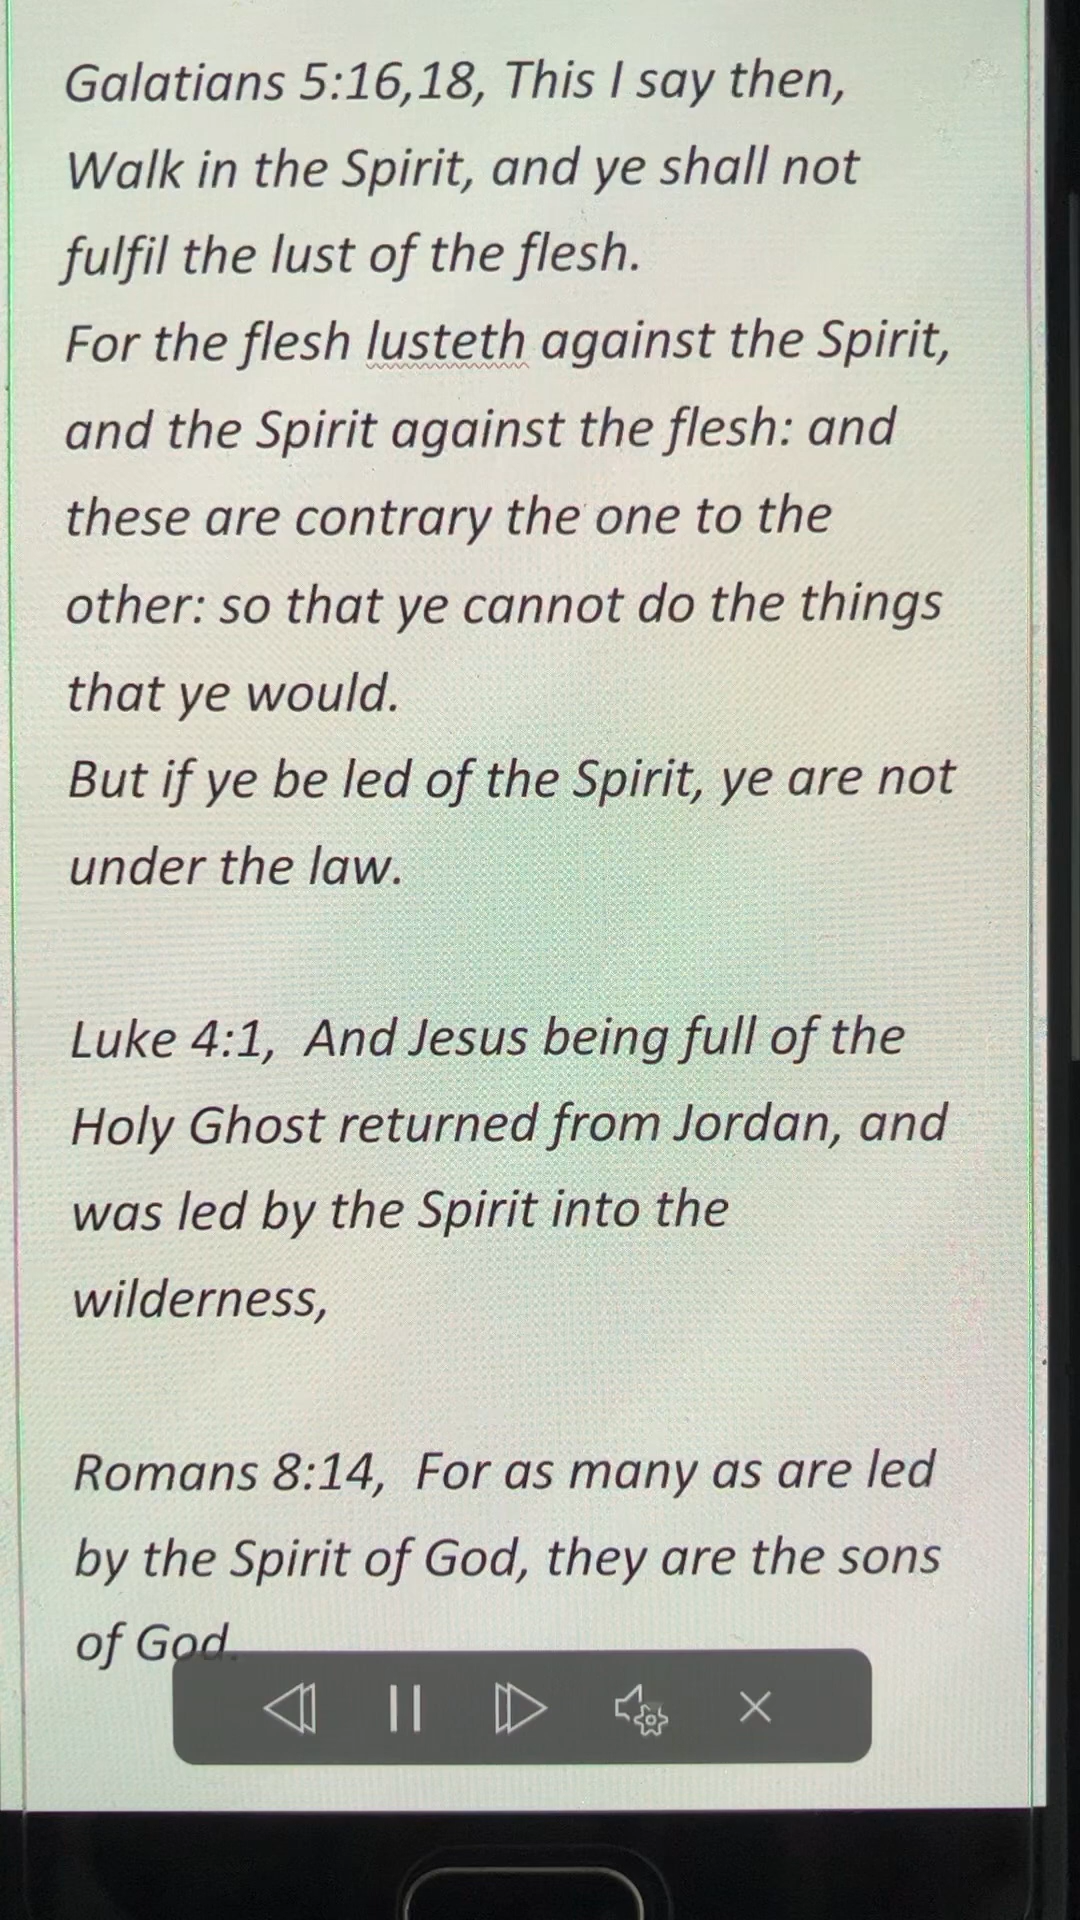 Galatians 5:16,18, This I say then,
Walk in the Spirit, and ye shall not
fulfil the lust of the flesh.
For the flesh lusteth against the Spirit,
and the Spirit against the flesh: and
these are contrary the one to the
other: so that ye cannot do the things
that ye would.
But if ye be led of the Spirit, ye are not
under the law.
Luke 4:1, And Jesus being full of the
Holy Ghost returned from Jordan, and
was led by the Spirit into the
wilderness,
Romans 8:14, For as many as are led
by the Spirit of God, they are the sons
of God.